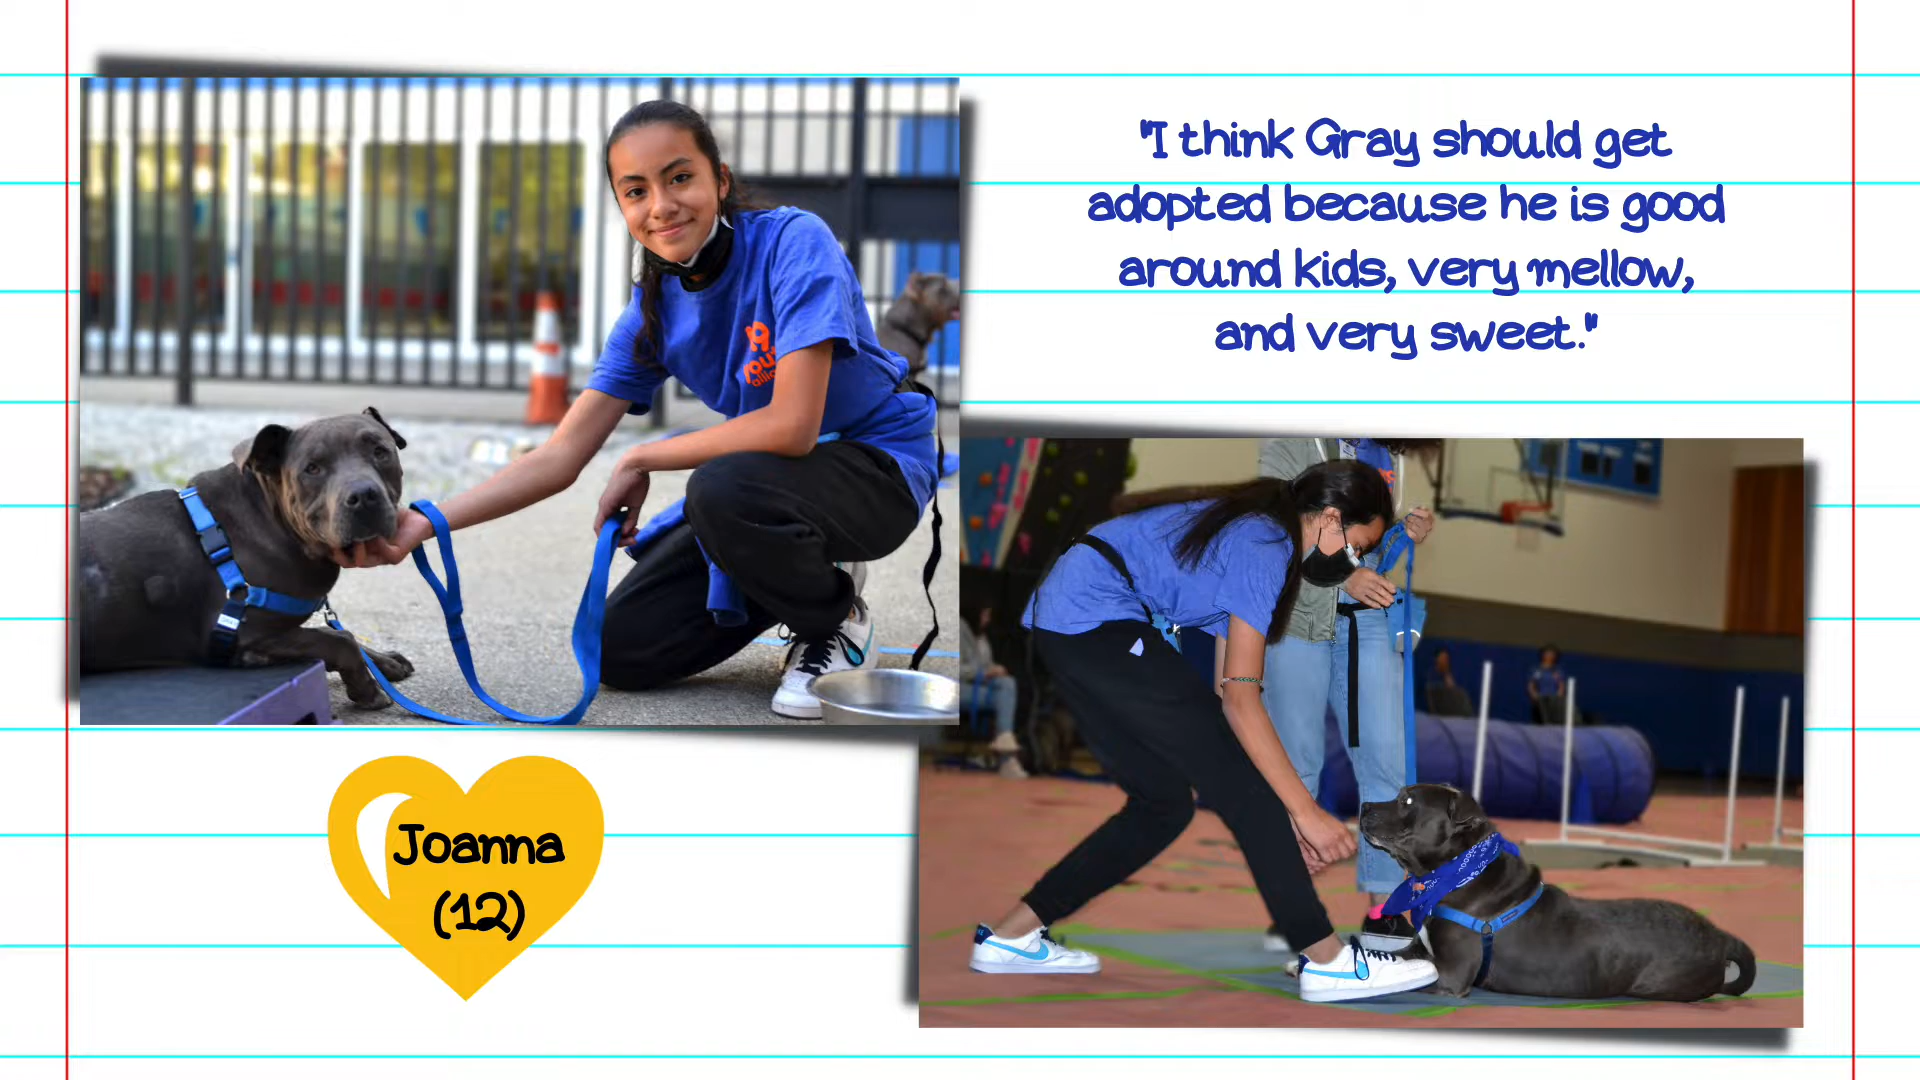 "I think Gray should get
adopted because he is good
around kids, very mellow,
and very sweet."
Joanna
(12)